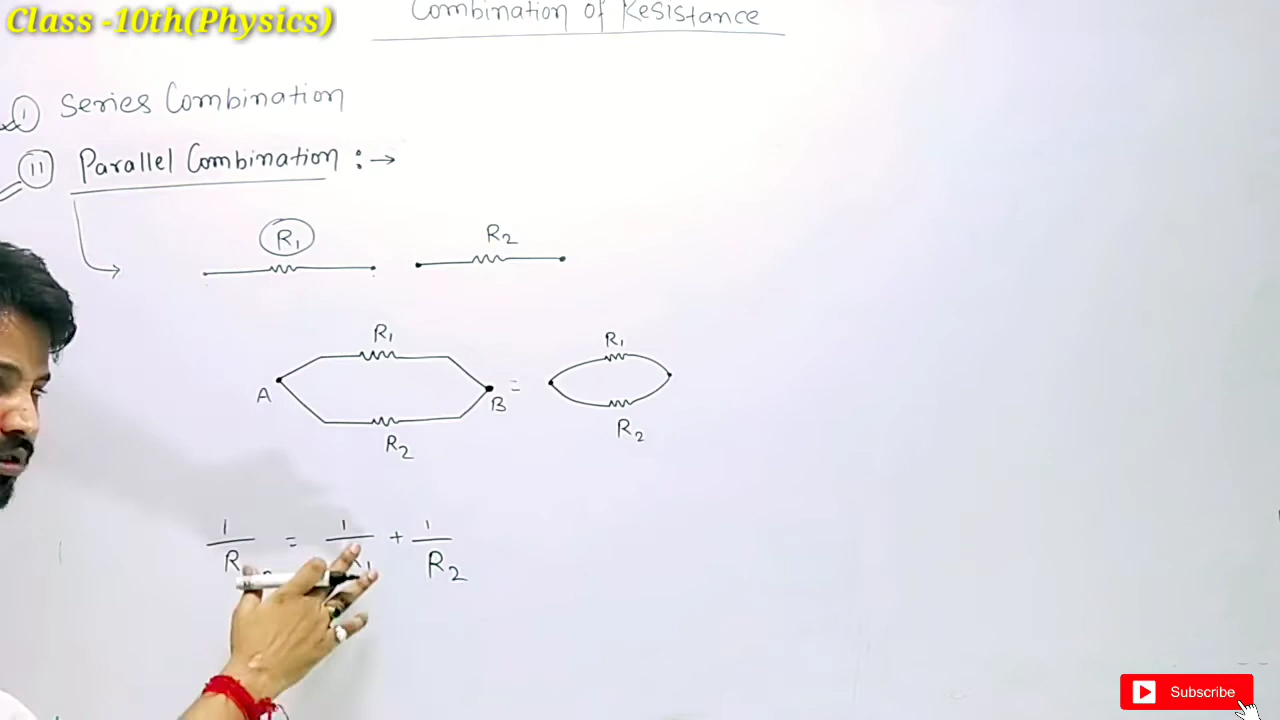 Class -10th(Physics)
Combination of Resistance
I Series Combination
II Parallel Combination :→
R₁
R₂
R₁
R₁
A
B
=
R₂
R₂
1/R = 1/R₁ + 1/R₂
Subscribe